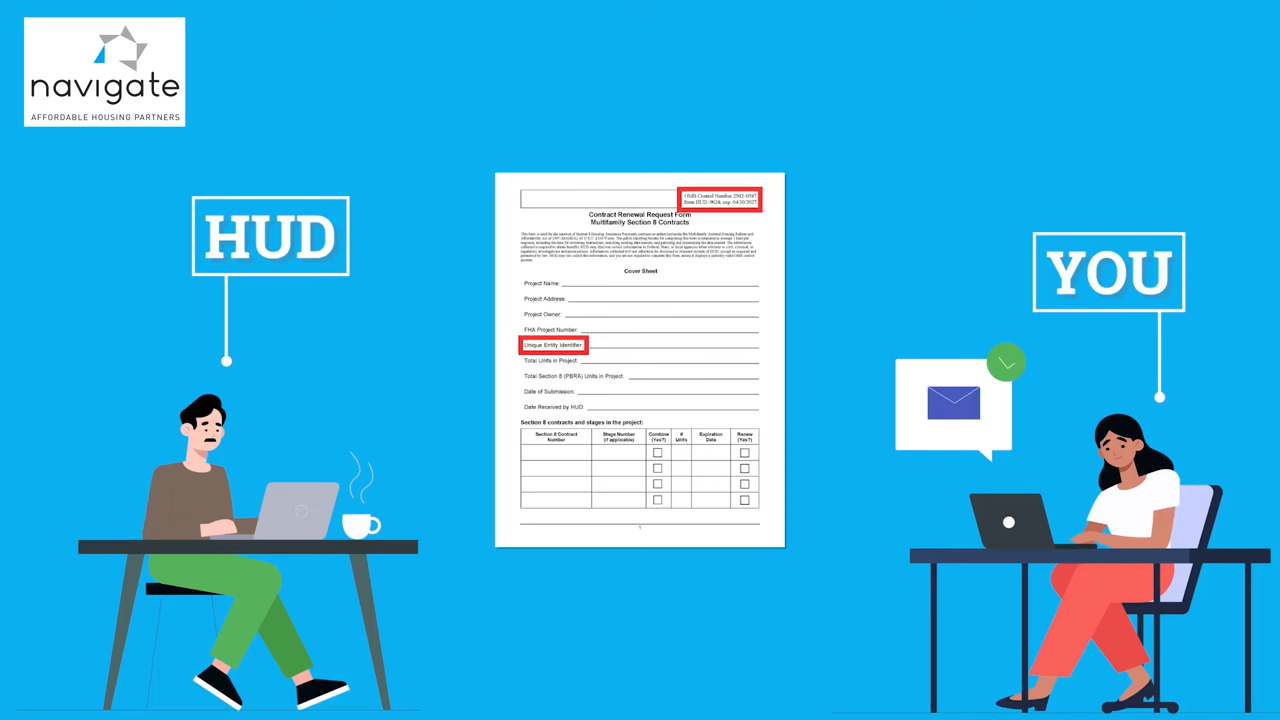 navigate
AFFORDABLE HOUSING PARTNERS
HUD
YOU
OMB Control Number 2502-0587
form HUD-9624, exp. 04/30/2027
Contract Renewal Request Form
Multifamily Section 8 Contracts
Cover Sheet
Project Name:
Project Address:
Project Owner:
FHA Project Number:
Unique Entity Identifier:
Total Units in Project:
Total Section 8 (PBRA) Units in Project:
Date of Submission:
Date Received by HUD:
Section 8 contracts and stages in the project:
Section 8 Contract Number
Stage Number (if applicable)
Combine (Yes?)
# Units
Expiration Date
Renew (Yes?)
1